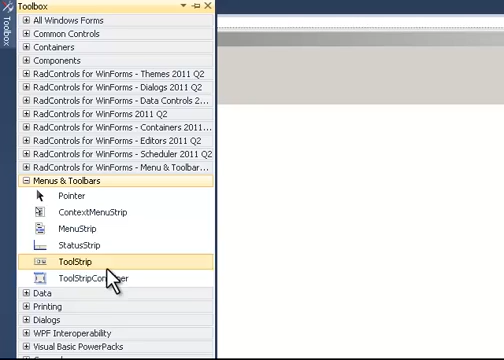 Toolbox
Toolbox
All Windows Forms
Common Controls
Containers
Components
RadControls for WinForms - Themes 2011 Q2
RadControls for WinForms - Dialogs 2011 Q2
RadControls for WinForms - Data Controls 2...
RadControls for WinForms 2011 Q2
RadControls for WinForms - Containers 2011...
RadControls for WinForms - Editors 2011 Q2
RadControls for WinForms - Scheduler 2011 Q2
RadControls for WinForms - Menu & Toolbar...
Menus & Toolbars
Pointer
ContextMenuStrip
MenuStrip
StatusStrip
ToolStrip
Data
Printing
Dialogs
WPF Interoperability
Visual Basic PowerPacks